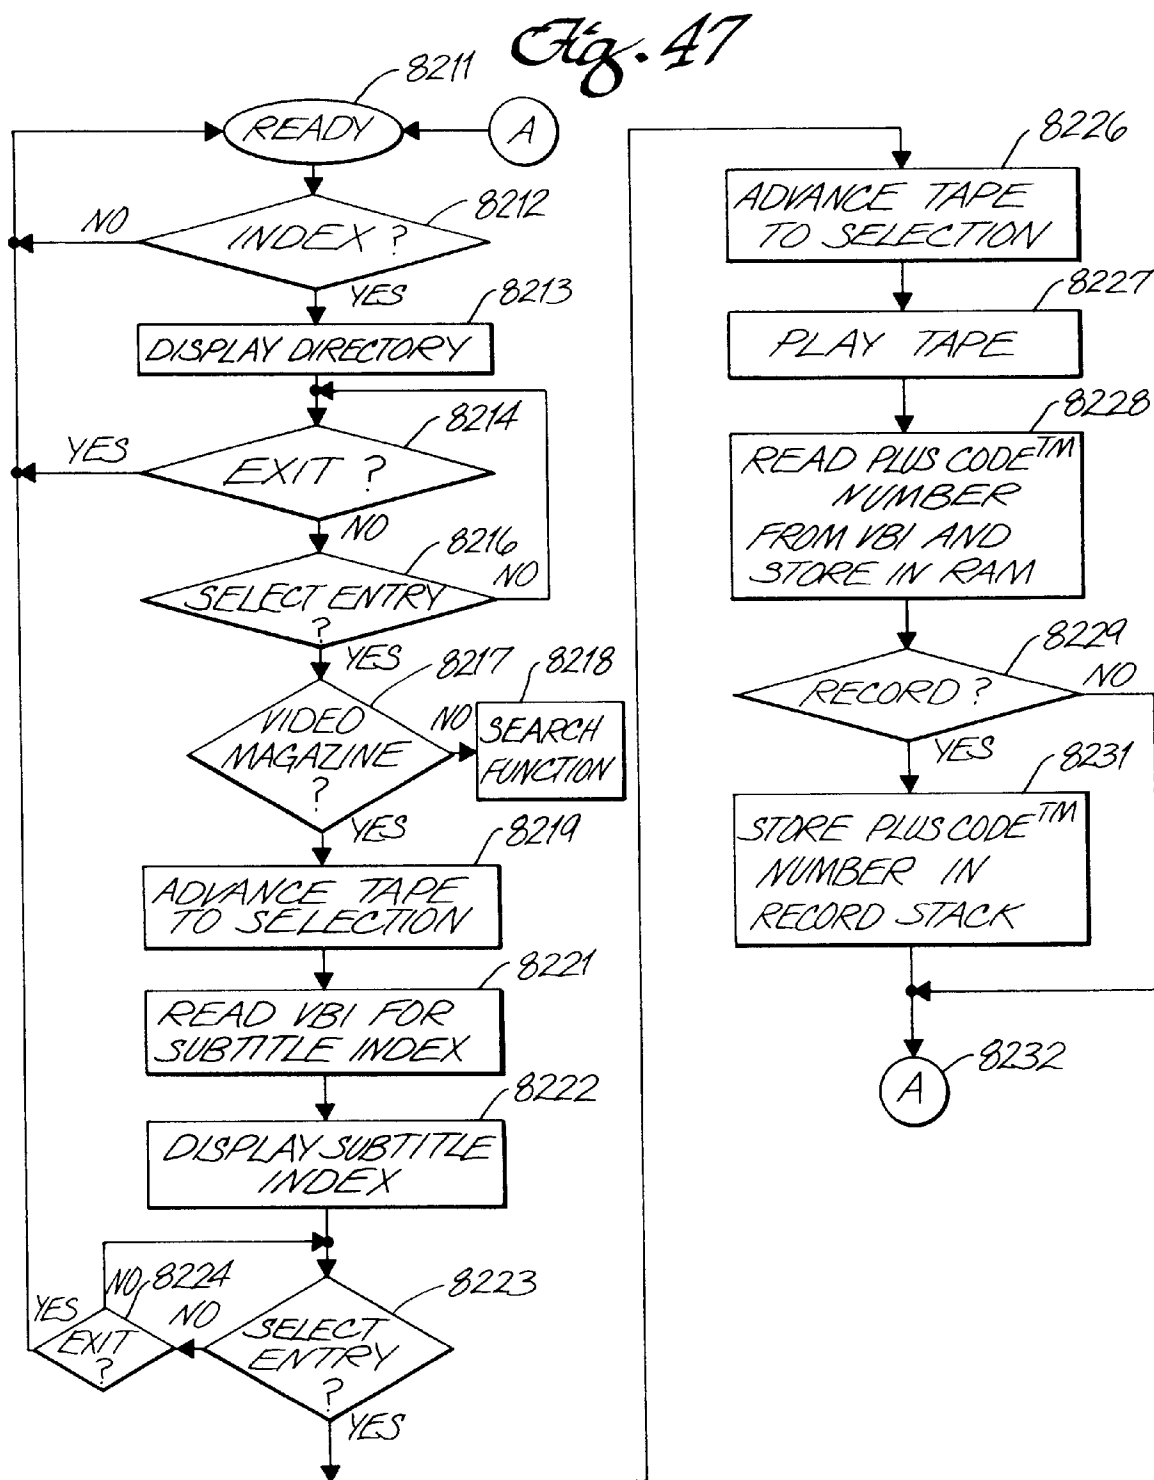 Fig. 47
8211
READY
A
8212
NO
INDEX ?
YES
8213
DISPLAY DIRECTORY
8214
YES
EXIT ?
NO
8216
NO
SELECT ENTRY
?
YES
8217
VIDEO
MAGAZINE
?
NO
8218
SEARCH
FUNCTION
YES
8219
ADVANCE TAPE
TO SELECTION
8221
READ VBI FOR
SUBTITLE INDEX
8222
DISPLAY SUBTITLE
INDEX
8223
SELECT
ENTRY
?
NO
8224
NO
YES
EXIT
?
YES
8226
ADVANCE TAPE
TO SELECTION
8227
PLAY TAPE
8228
READ PLUS CODE™
NUMBER
FROM VBI AND
STORE IN RAM
8229
RECORD ?
NO
YES
8231
STORE PLUS CODE™
NUMBER IN
RECORD STACK
8232
A